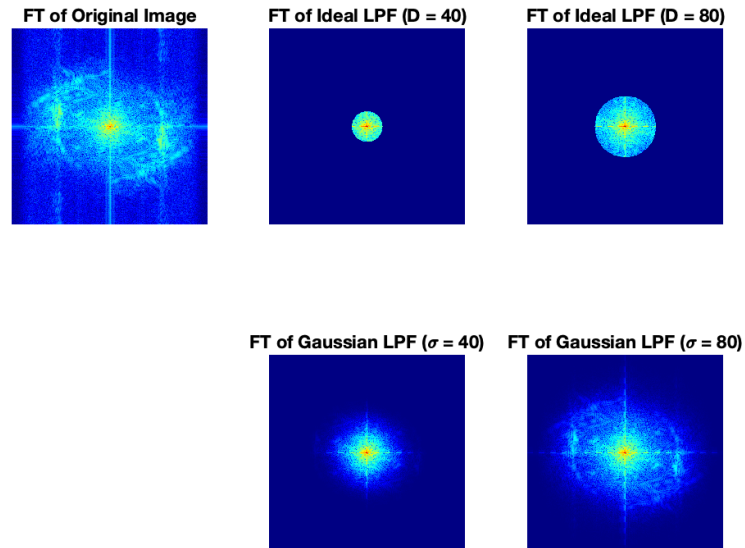 FT of Original Image
FT of Ideal LPF (D = 40)
FT of Ideal LPF (D = 80)
FT of Gaussian LPF (σ = 40)
FT of Gaussian LPF (σ = 80)